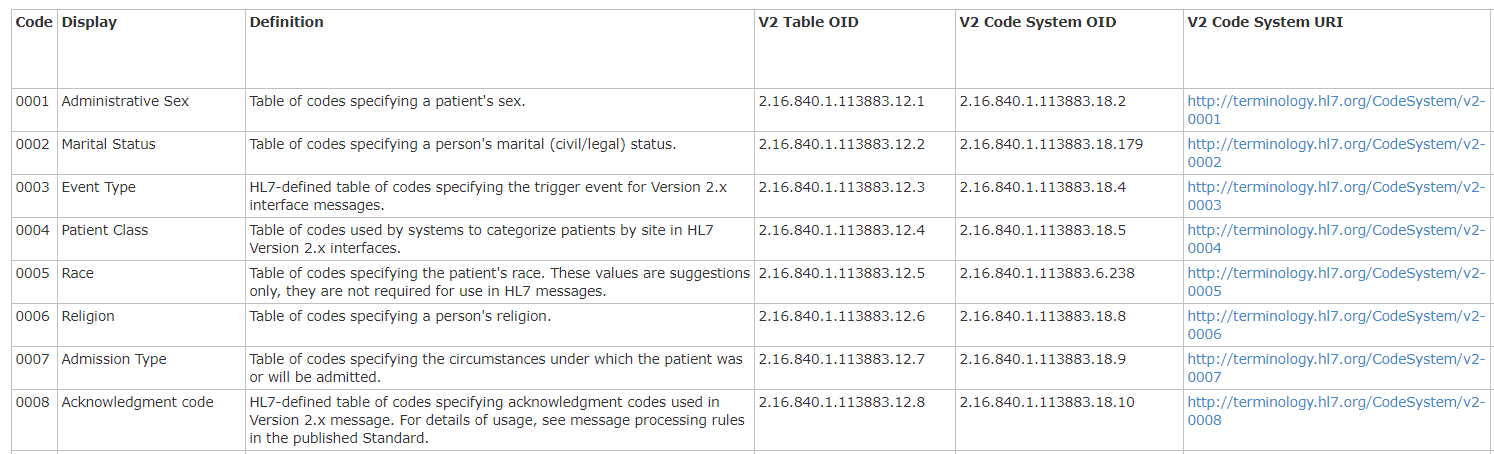 Code Display Definition V2 Table OID V2 Code System OID V2 Code System URI
0001 Administrative Sex Table of codes specifying a patient's sex. 2.16.840.1.113883.12.1 2.16.840.1.113883.18.2 http://terminology.hl7.org/CodeSystem/v2-
0001
0002 Marital Status Table of codes specifying a person's marital (civil/legal) status. 2.16.840.1.113883.12.2 2.16.840.1.113883.18.179 http://terminology.hl7.org/CodeSystem/v2-
0002
0003 Event Type HL7-defined table of codes specifying the trigger event for Version 2.x 2.16.840.1.113883.12.3 2.16.840.1.113883.18.4 http://terminology.hl7.org/CodeSystem/v2-
interface messages. 0003
0004 Patient Class Table of codes used by systems to categorize patients by site in HL7 2.16.840.1.113883.12.4 2.16.840.1.113883.18.5 http://terminology.hl7.org/CodeSystem/v2-
Version 2.x interfaces. 0004
0005 Race Table of codes specifying the patient's race. These values are suggestions 2.16.840.1.113883.12.5 2.16.840.1.113883.6.238 http://terminology.hl7.org/CodeSystem/v2-
only, they are not required for use in HL7 messages. 0005
0006 Religion Table of codes specifying a person's religion. 2.16.840.1.113883.12.6 2.16.840.1.113883.18.8 http://terminology.hl7.org/CodeSystem/v2-
0006
0007 Admission Type Table of codes specifying the circumstances under which the patient was 2.16.840.1.113883.12.7 2.16.840.1.113883.18.9 http://terminology.hl7.org/CodeSystem/v2-
or will be admitted. 0007
0008 Acknowledgment code HL7-defined table of codes specifying acknowledgment codes used in 2.16.840.1.113883.12.8 2.16.840.1.113883.18.10 http://terminology.hl7.org/CodeSystem/v2-
Version 2.x message. For details of usage, see message processing rules 0008
in the published Standard.